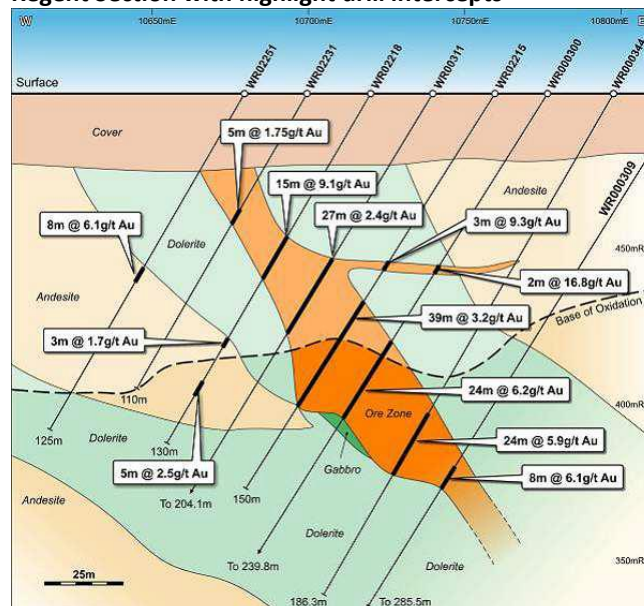 Regent section with highlight drill intercepts
W
10650mE
10700mE
10750mE
10800mE
WR02251
WR02231
WR02218
WR00311
WR02215
WR000300
WR000344
WR000309
Surface
Cover
5m @ 1.75g/t Au
15m @ 9.1g/t Au
27m @ 2.4g/t Au
3m @ 9.3g/t Au
Andesite
8m @ 6.1g/t Au
Dolerite
450mR
2m @ 16.8g/t Au
Andesite
39m @ 3.2g/t Au
Base of Oxidation
3m @ 1.7g/t Au
24m @ 6.2g/t Au
110m
400mR
Ore Zone
125m
Dolerite
130m
24m @ 5.9g/t Au
5m @ 2.5g/t Au
Gabbro
8m @ 6.1g/t Au
150m
To 204.1m
Andesite
Dolerite
To 239.8m
Dolerite
350mR
25m
186.3m
To 285.5m